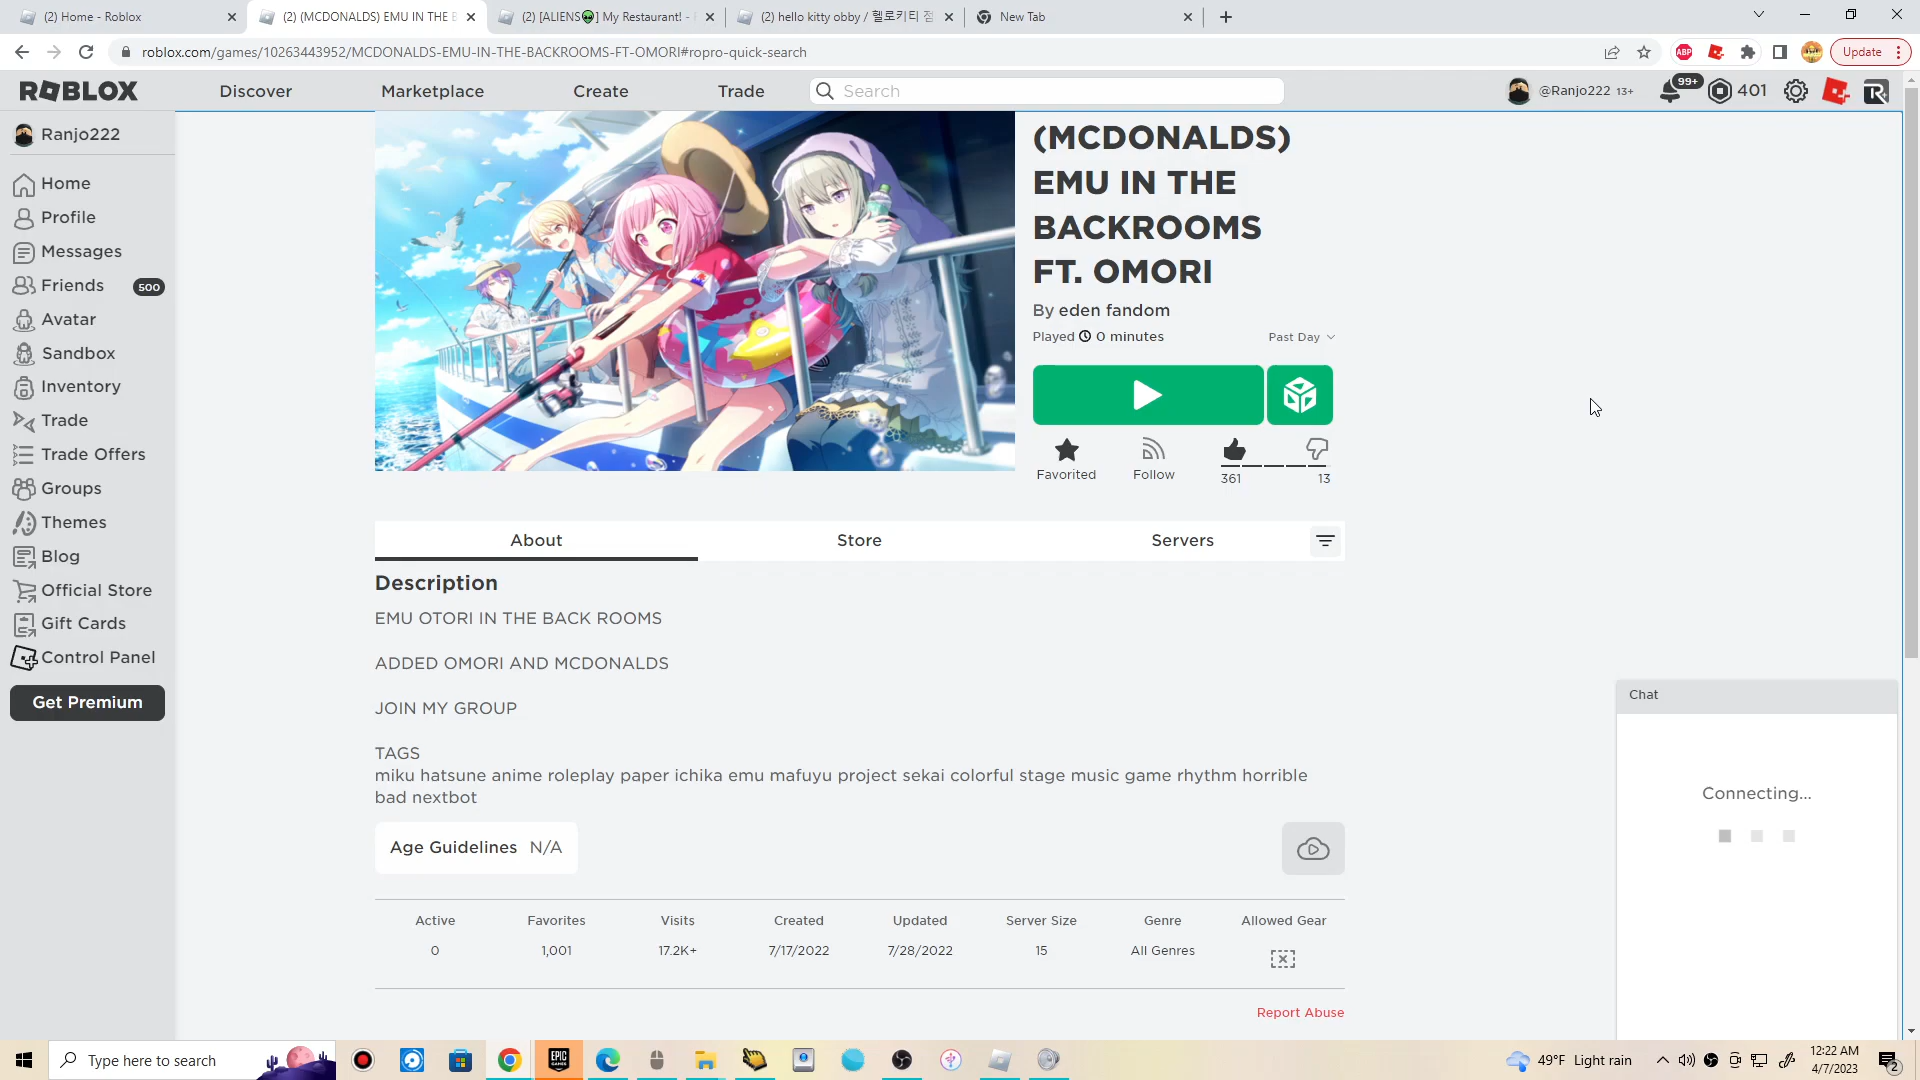 (2) Home - Roblox
(2) (MCDONALDS) EMU IN THE B
(2) [ALIENS👽] My Restaurant! -
(2) hello kitty obby / 헬로키티 점
New Tab
roblox.com/games/10263443952/MCDONALDS-EMU-IN-THE-BACKROOMS-FT-OMORI#ropro-quick-search
ABP
Update
ROBLOX
Discover
Marketplace
Create
Trade
Search
@Ranjo222 13+
99+
401
Ranjo222
Home
Profile
Messages
Friends 500
Avatar
Sandbox
Inventory
Trade
Trade Offers
Groups
Themes
Blog
Official Store
Gift Cards
Control Panel
Get Premium
(MCDONALDS)
EMU IN THE
BACKROOMS
FT. OMORI
By eden fandom
Played 0 minutes
Past Day
Favorited
Follow
361
13
About
Store
Servers
Description
EMU OTORI IN THE BACK ROOMS
ADDED OMORI AND MCDONALDS
JOIN MY GROUP
TAGS
miku hatsune anime roleplay paper ichika emu mafuyu project sekai colorful stage music game rhythm horrible
bad nextbot
Age Guidelines N/A
Active Favorites Visits Created Updated Server Size Genre Allowed Gear
0 1,001 17.2K+ 7/17/2022 7/28/2022 15 All Genres
Report Abuse
Chat
Connecting...
Type here to search
EPIC GAMES
49°F Light rain
12:22 AM
4/7/2023
2